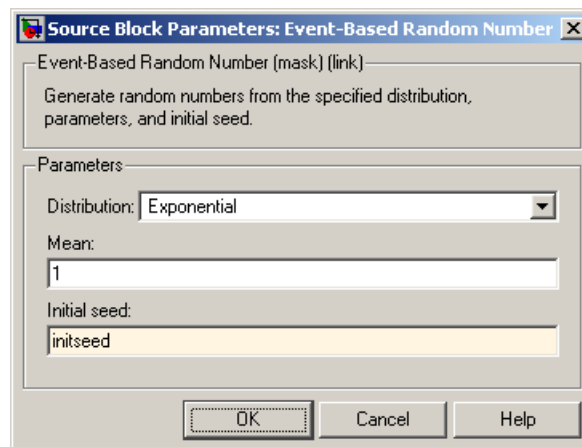 Source Block Parameters: Event-Based Random Number
Event-Based Random Number (mask) (link)
Generate random numbers from the specified distribution,
parameters, and initial seed.
Parameters
Distribution: Exponential
Mean:
1
Initial seed:
initseed
OK Cancel Help